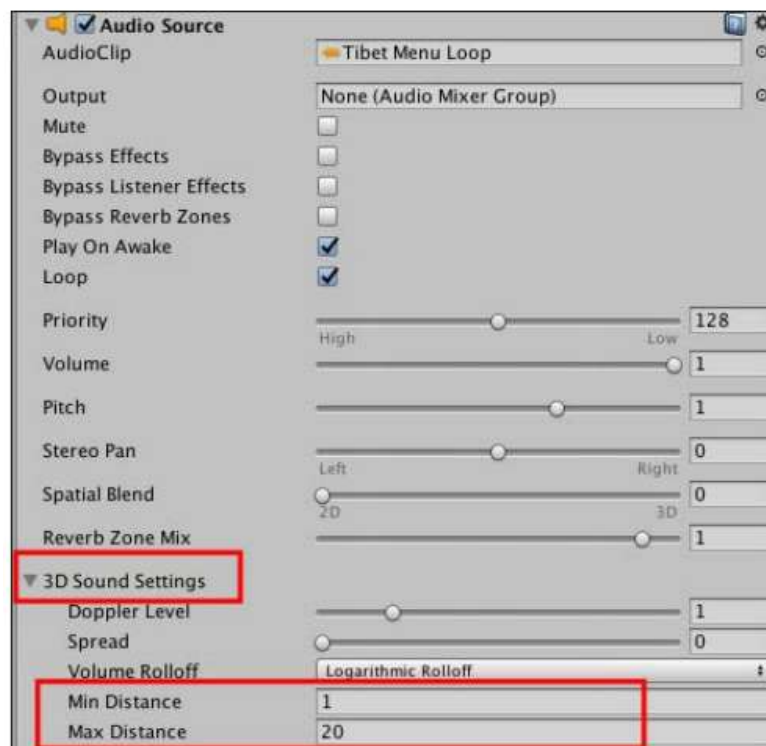 Audio Source
AudioClip Tibet Menu Loop
Output None (Audio Mixer Group)
Mute
Bypass Effects
Bypass Listener Effects
Bypass Reverb Zones
Play On Awake
Loop
Priority 128
High Low
Volume 1
Pitch 1
Stereo Pan 0
Left Right
Spatial Blend 0
2D 3D
Reverb Zone Mix 1
3D Sound Settings
Doppler Level 1
Spread 0
Volume Rolloff Logarithmic Rolloff
Min Distance 1
Max Distance 20